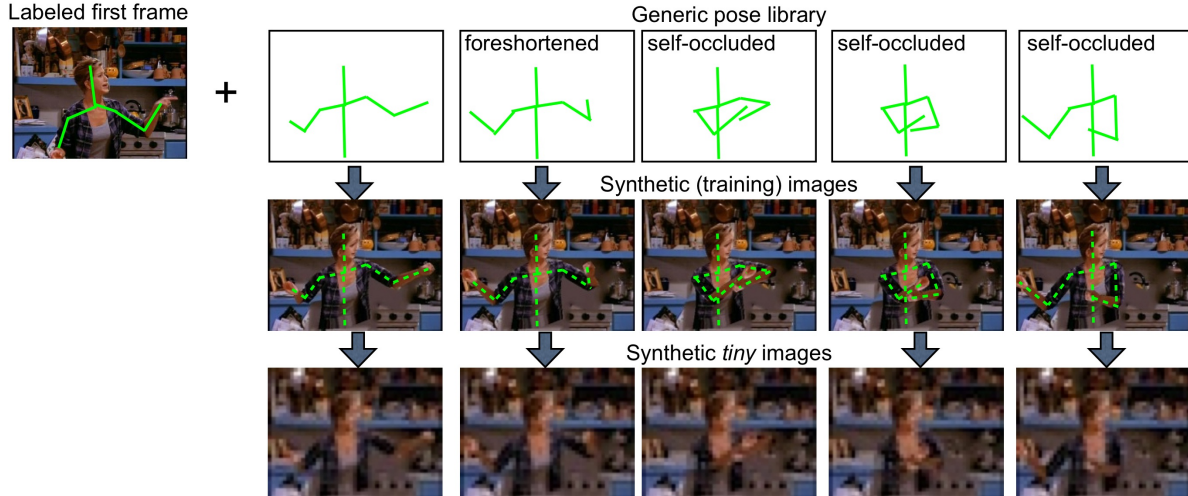 Labeled first frame
Generic pose library
+
foreshortened
self-occluded
self-occluded
self-occluded
Synthetic (training) images
Synthetic tiny images